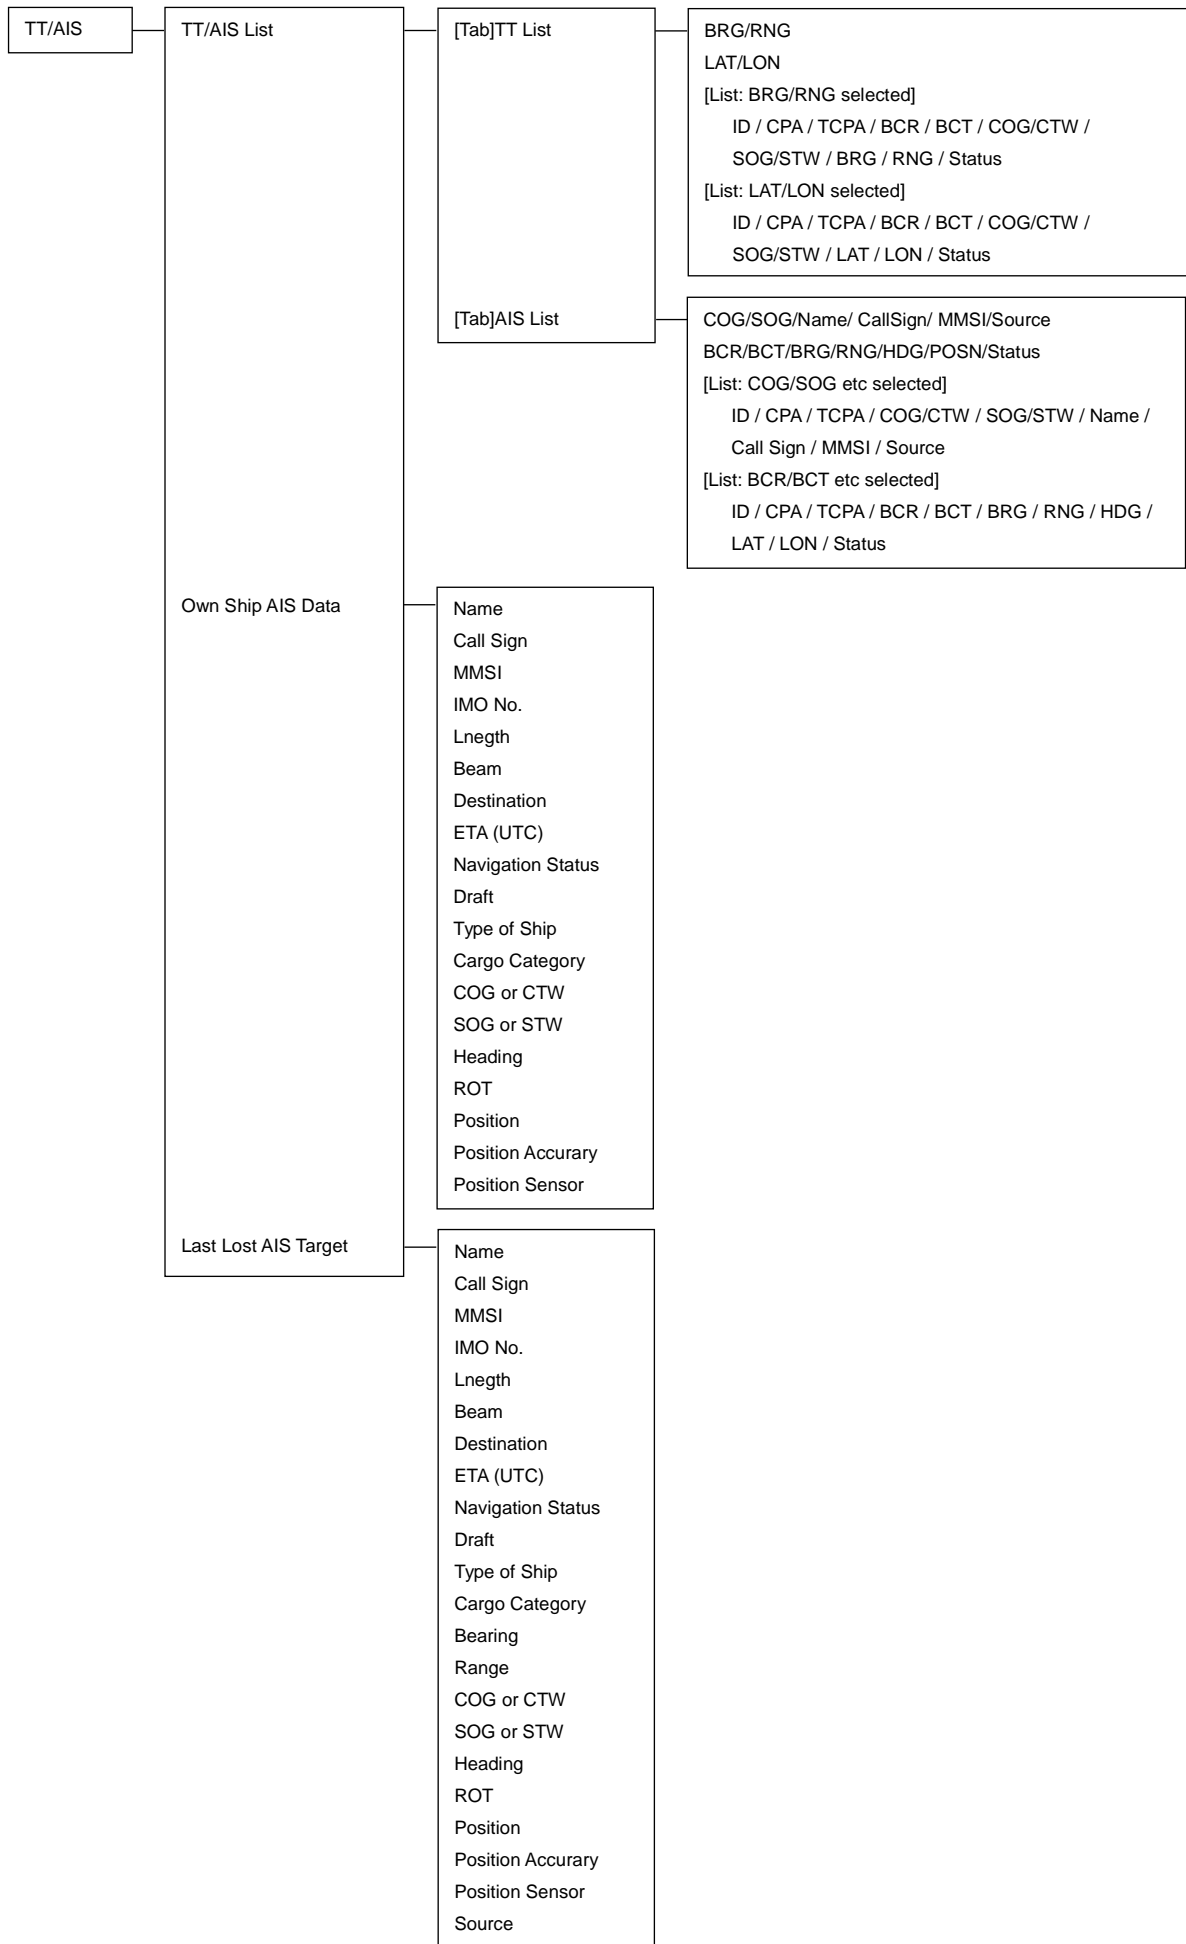 TT/AIS
TT/AIS List
[Tab]TT List
BRG/RNG
LAT/LON
[List: BRG/RNG selected]
ID / CPA / TCPA / BCR / BCT / COG/CTW /
SOG/STW / BRG / RNG / Status
[List: LAT/LON selected]
ID / CPA / TCPA / BCR / BCT / COG/CTW /
SOG/STW / LAT / LON / Status
[Tab]AIS List
COG/SOG/Name/ CallSign/ MMSI/Source
BCR/BCT/BRG/RNG/HDG/POSN/Status
[List: COG/SOG etc selected]
ID / CPA / TCPA / COG/CTW / SOG/STW / Name /
Call Sign / MMSI / Source
[List: BCR/BCT etc selected]
ID / CPA / TCPA / BCR / BCT / BRG / RNG / HDG /
LAT / LON / Status
Own Ship AIS Data
Name
Call Sign
MMSI
IMO No.
Lnegth
Beam
Destination
ETA (UTC)
Navigation Status
Draft
Type of Ship
Cargo Category
COG or CTW
SOG or STW
Heading
ROT
Position
Position Accurary
Position Sensor
Last Lost AIS Target
Name
Call Sign
MMSI
IMO No.
Lnegth
Beam
Destination
ETA (UTC)
Navigation Status
Draft
Type of Ship
Cargo Category
Bearing
Range
COG or CTW
SOG or STW
Heading
ROT
Position
Position Accurary
Position Sensor
Source